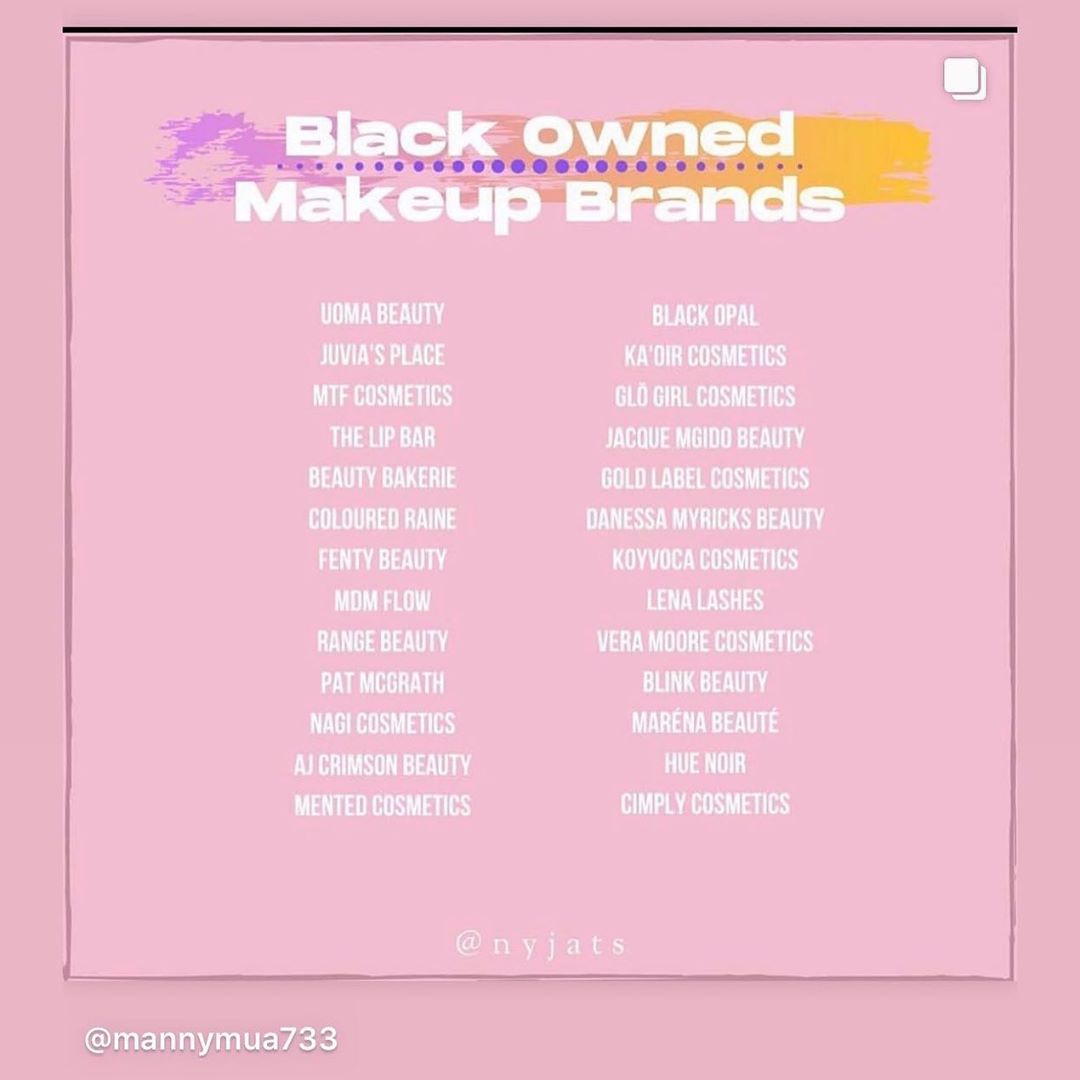 Black Owned
Makeup Brands
UOMA BEAUTY
JUVIA'S PLACE
MTF COSMETICS
THE LIP BAR
BEAUTY BAKERIE
COLOURED RAINE
FENTY BEAUTY
MDM FLOW
RANGE BEAUTY
PAT MCGRATH
NAGI COSMETICS
AJ CRIMSON BEAUTY
MENTED COSMETICS
BLACK OPAL
KA'OIR COSMETICS
GLŎ GIRL COSMETICS
JACQUE MGIDO BEAUTY
GOLD LABEL COSMETICS
DANESSA MYRICKS BEAUTY
KOYVOCA COSMETICS
LENA LASHES
VERA MOORE COSMETICS
BLINK BEAUTY
MARÉNA BEAUTÉ
HUE NOIR
CIMPLY COSMETICS
@nyjats
@mannymua733